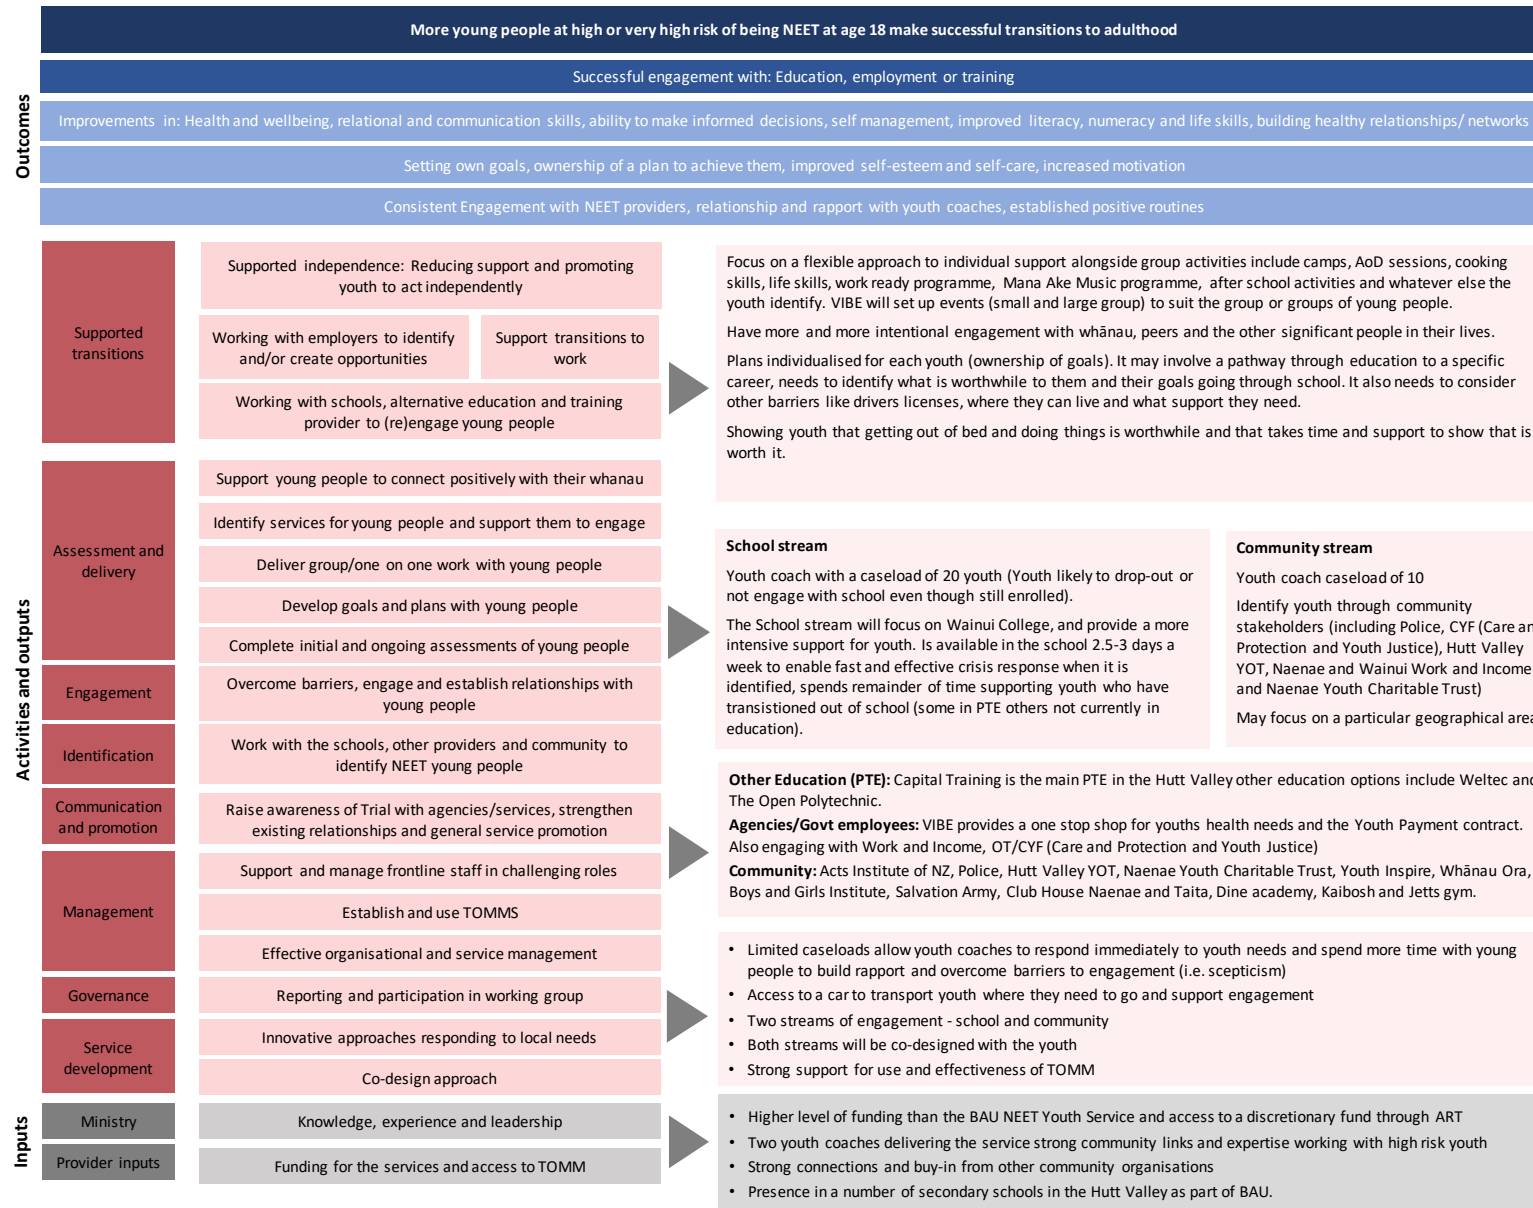 More young people at high or very high risk of being NEET at age 18 make successful transitions to adulthood
Successful engagement with: Education, employment or training
Improvements in: Health and wellbeing, relational and communication skills, ability to make informed decisions, self management, improved literacy, numeracy and life skills, building healthy relationships/ networks
Setting own goals, ownership of a plan to achieve them, improved self-esteem and self-care, increased motivation
Consistent Engagement with NEET providers, relationship and rapport with youth coaches, established positive routines
Outcomes
Activities and outputs
Inputs
Supported
transitions
Supported independence: Reducing support and promoting
youth to act independently
Working with employers to identify
and/or create opportunities
Support transitions to
work
Working with schools, alternative education and training
provider to (re)engage young people
Focus on a flexible approach to individual support alongside group activities include camps, AoD sessions, cooking
skills, life skills, work ready programme, Mana Ake Music programme, after school activities and whatever else the
youth identify. VIBE will set up events (small and large group) to suit the group or groups of young people.
Have more and more intentional engagement with whānau, peers and the other significant people in their lives.
Plans individualised for each youth (ownership of goals). It may involve a pathway through education to a specific
career, needs to identify what is worthwhile to them and their goals going through school. It also needs to consider
other barriers like drivers licenses, where they can live and what support they need.
Showing youth that getting out of bed and doing things is worthwhile and that takes time and support to show that is
worth it.
Assessment and
delivery
Support young people to connect positively with their whanau
Identify services for young people and support them to engage
Deliver group/one on one work with young people
Develop goals and plans with young people
Complete initial and ongoing assessments of young people
Engagement
Overcome barriers, engage and establish relationships with
young people
Identification
Work with the schools, other providers and community to
identify NEET young people
School stream
Youth coach with a caseload of 20 youth (Youth likely to drop-out or
not engage with school even though still enrolled).
The School stream will focus on Wainui College, and provide a more
intensive support for youth. Is available in the school 2.5-3 days a
week to enable fast and effective crisis response when it is
identified, spends remainder of time supporting youth who have
transistioned out of school (some in PTE others not currently in
education).
Community stream
Youth coach caseload of 10
Identify youth through community
stakeholders (including Police, CYF (Care an
Protection and Youth Justice), Hutt Valley
YOT, Naenae and Wainui Work and Income
and Naenae Youth Charitable Trust)
May focus on a particular geographical area
Communication
and promotion
Raise awareness of Trial with agencies/services, strengthen
existing relationships and general service promotion
Management
Support and manage frontline staff in challenging roles
Establish and use TOMMS
Effective organisational and service management
Other Education (PTE): Capital Training is the main PTE in the Hutt Valley other education options include Weltec and
The Open Polytechnic.
Agencies/Govt employees: VIBE provides a one stop shop for youths health needs and the Youth Payment contract.
Also engaging with Work and Income, OT/CYF (Care and Protection and Youth Justice)
Community: Acts Institute of NZ, Police, Hutt Valley YOT, Naenae Youth Charitable Trust, Youth Inspire, Whānau Ora,
Boys and Girls Institute, Salvation Army, Club House Naenae and Taita, Dine academy, Kaibosh and Jetts gym.
Governance
Reporting and participation in working group
Service
development
Innovative approaches responding to local needs
Co-design approach
• Limited caseloads allow youth coaches to respond immediately to youth needs and spend more time with young
people to build rapport and overcome barriers to engagement (i.e. scepticism)
• Access to a car to transport youth where they need to go and support engagement
• Two streams of engagement - school and community
• Both streams will be co-designed with the youth
• Strong support for use and effectiveness of TOMM
Ministry
Knowledge, experience and leadership
Provider inputs
Funding for the services and access to TOMM
• Higher level of funding than the BAU NEET Youth Service and access to a discretionary fund through ART
• Two youth coaches delivering the service strong community links and expertise working with high risk youth
• Strong connections and buy-in from other community organisations
• Presence in a number of secondary schools in the Hutt Valley as part of BAU.